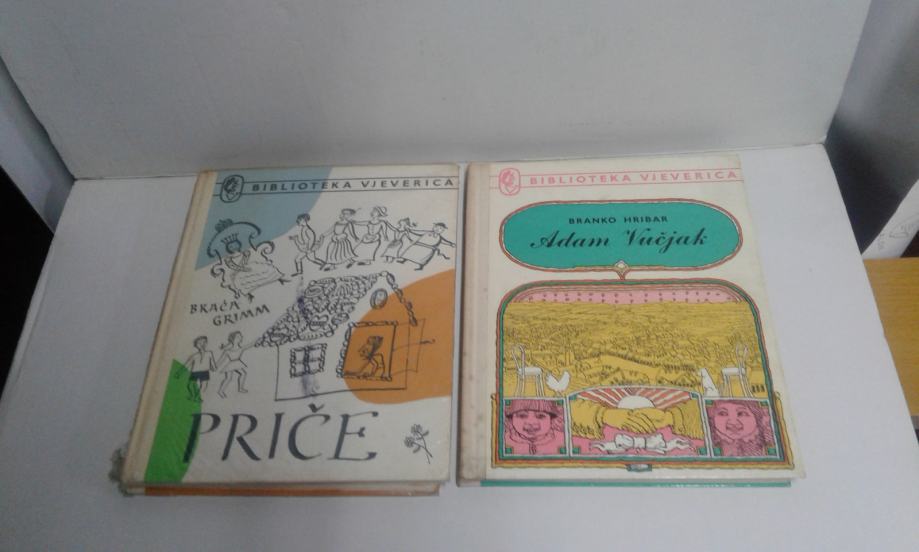 BIBLIOTEKA VJEVERICA
BRAĆA
GRIMM
PRIČE
BIBLIOTEKA VJEVERICA
BRANKO HRIBAR
Adam Vučjak